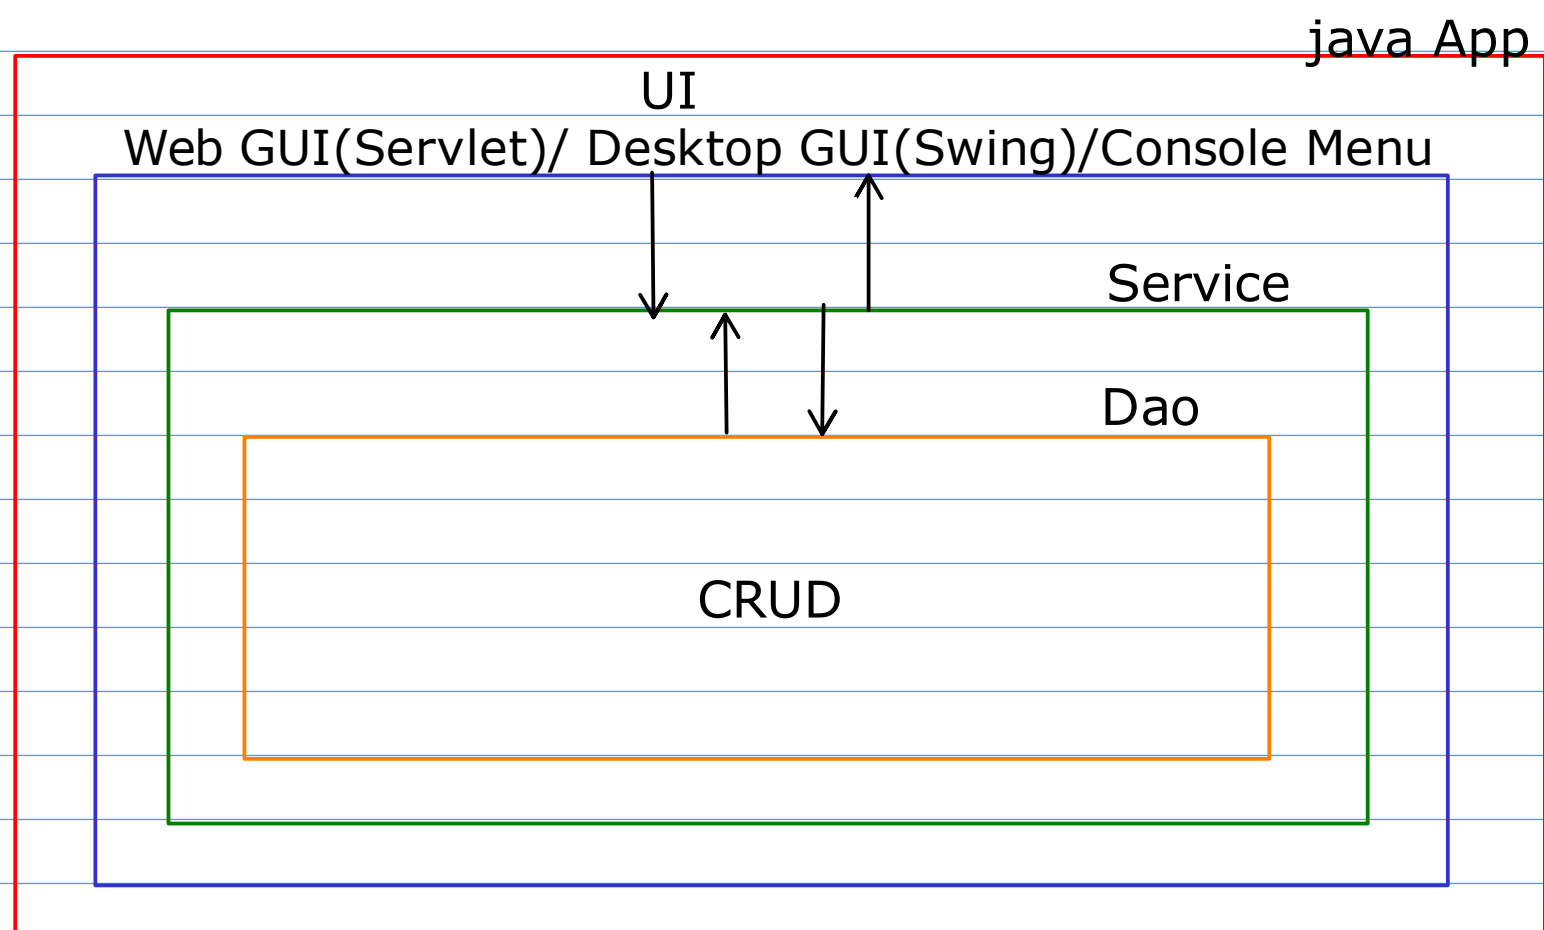 java App
UI
Web GUI(Servlet)/ Desktop GUI(Swing)/Console Menu
Service
Dao
CRUD